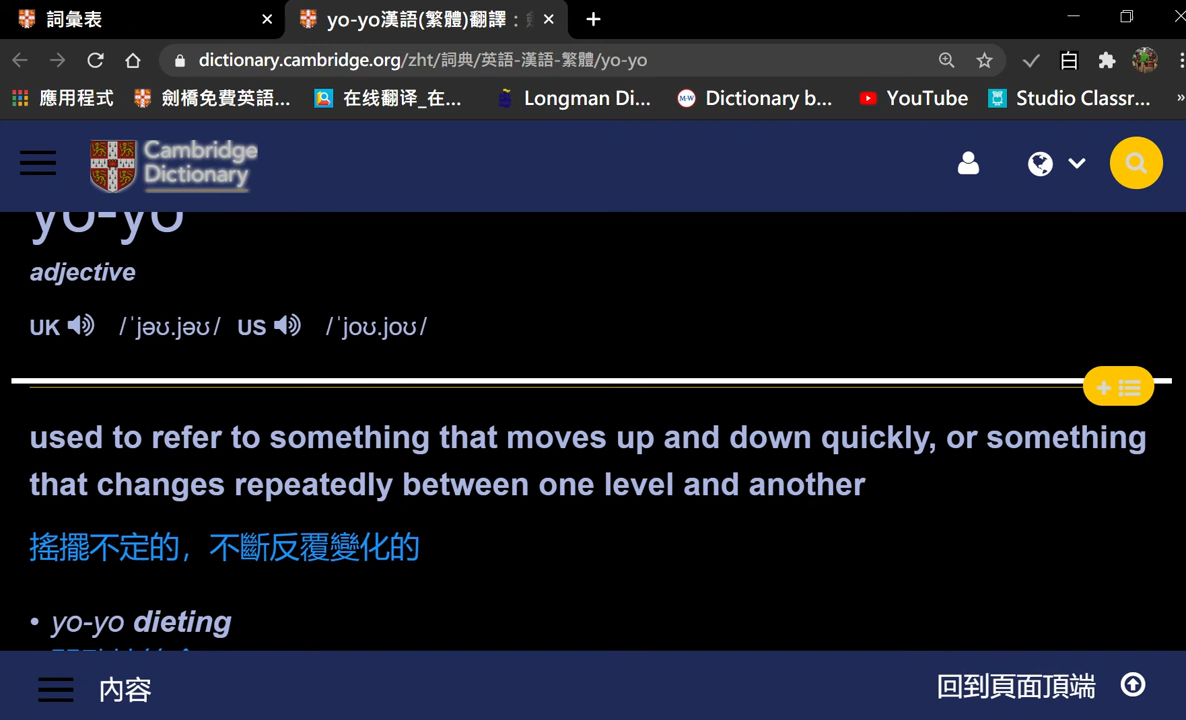 詞彙表
yo-yo漢語(繁體)翻譯：
dictionary.cambridge.org/zht/詞典/英語-漢語-繁體/yo-yo
白
應用程式
劍橋免費英語...
在线翻译_在...
Longman Di...
M-W
Dictionary b...
YouTube
Studio Classr...
»
Cambridge
Dictionary
yo-yo
adjective
UK /ˈjəʊ.jəʊ/ US /ˈjoʊ.joʊ/
used to refer to something that moves up and down quickly, or something
that changes repeatedly between one level and another
搖擺不定的，不斷反覆變化的
• yo-yo dieting
內容
回到頁面頂端